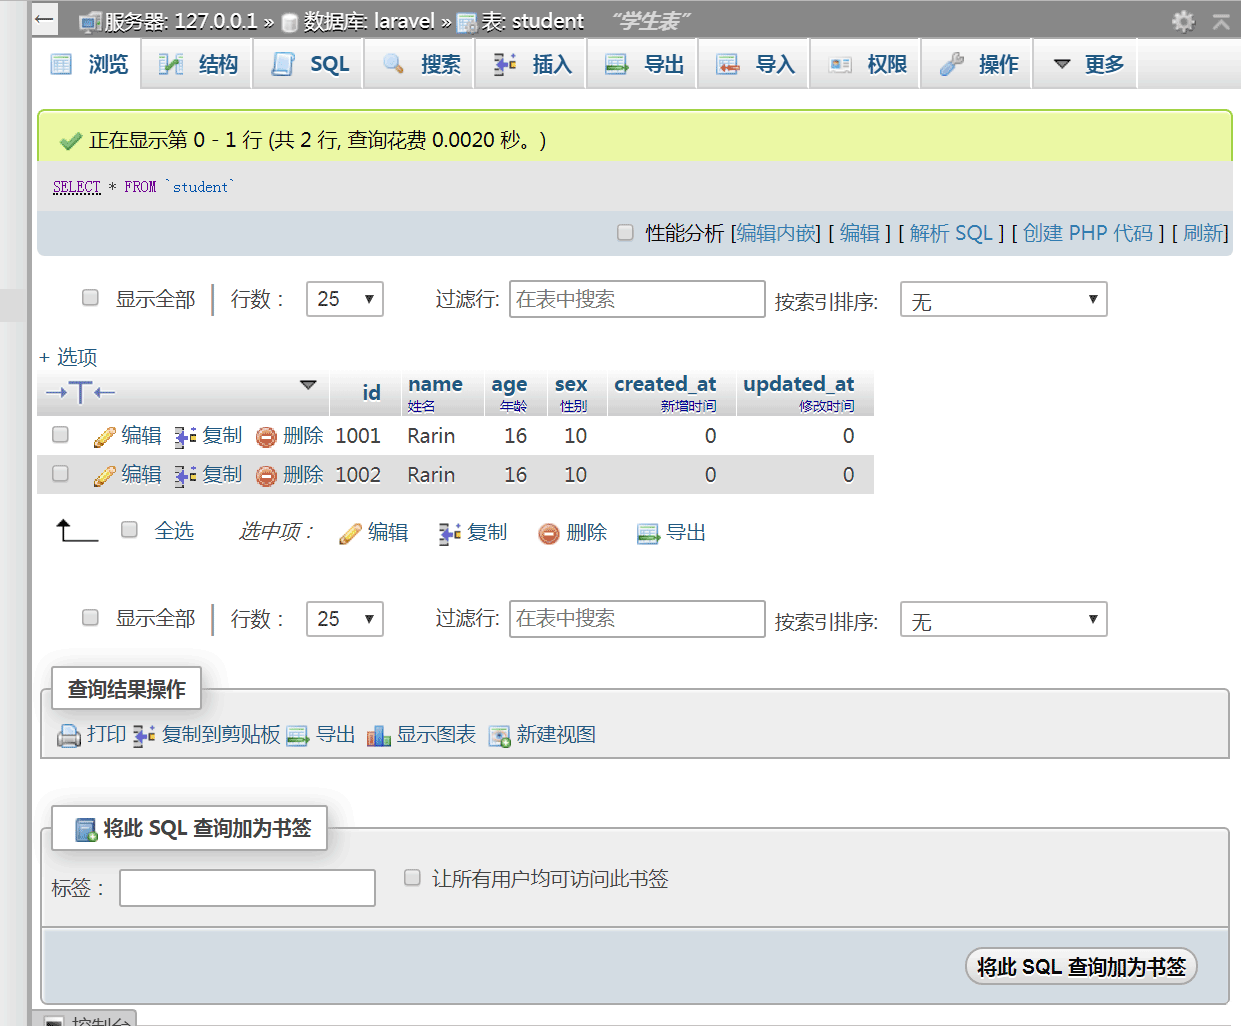 服务器: 127.0.0.1 » 数据库: laravel » 表: student “学生表”
浏览 结构 SQL 搜索 插入 导出 导入 权限 操作 更多
正在显示第 0 - 1 行 (共 2 行, 查询花费 0.0020 秒。)
SELECT * FROM `student`
性能分析 [编辑内嵌] [ 编辑 ] [ 解析 SQL ] [ 创建 PHP 代码 ] [ 刷新]
显示全部 行数： 25 过滤行: 在表中搜索 按索引排序: 无
+ 选项
id name age sex created_at updated_at
姓名 年龄 性别 新增时间 修改时间
编辑 复制 删除 1001 Rarin 16 10 0 0
编辑 复制 删除 1002 Rarin 16 10 0 0
全选 选中项： 编辑 复制 删除 导出
显示全部 行数： 25 过滤行: 在表中搜索 按索引排序: 无
查询结果操作
打印 复制到剪贴板 导出 显示图表 新建视图
将此 SQL 查询加为书签
标签： 让所有用户均可访问此书签
将此 SQL 查询加为书签
控制台